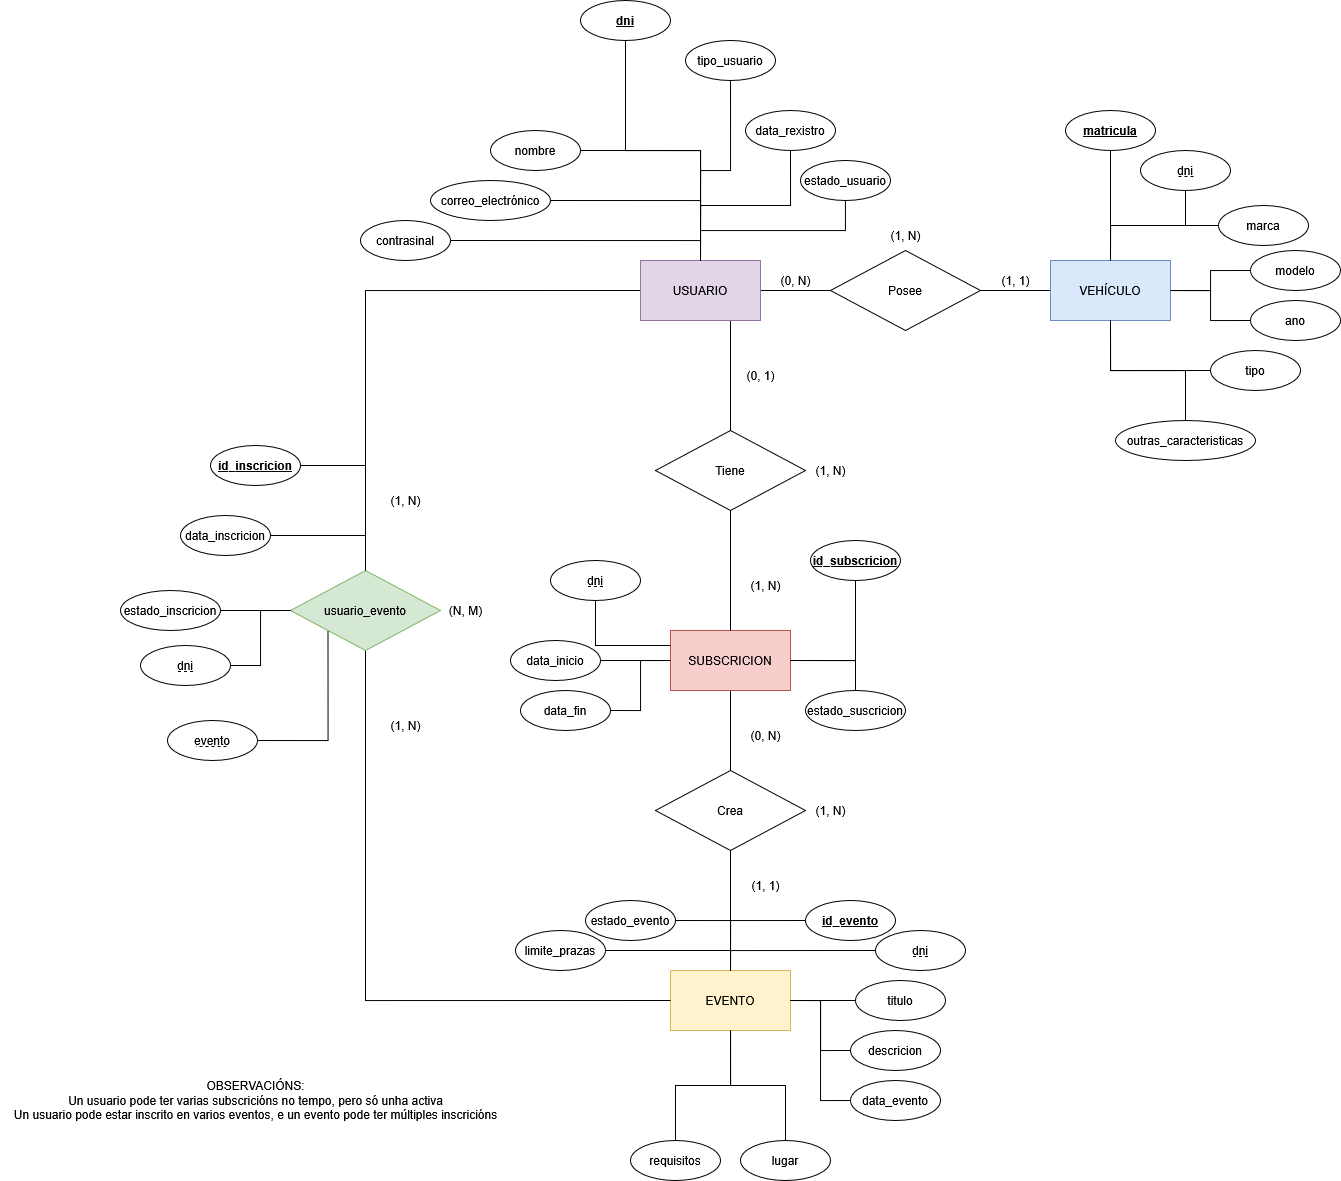 dni
tipo_usuario
data_rexistro
nombre
estado_usuario
correo_electrónico
contrasinal
matricula
dni
marca
modelo
ano
tipo
outras_caracteristicas
(1, N)
USUARIO
(0, N)
Posee
(1, 1)
VEHÍCULO
(0, 1)
Tiene
(1, N)
id_inscricion
(1, N)
data_inscricion
estado_inscricion
usuario_evento
(N, M)
dni
evento
(1, N)
(1, N)
id_subscricion
dni
SUBSCRICION
data_inicio
data_fin
estado_suscricion
(0, N)
Crea
(1, N)
(1, 1)
estado_evento
id_evento
limite_prazas
dni
EVENTO
titulo
descricion
data_evento
requisitos
lugar
OBSERVACIÓNS:
Un usuario pode ter varias subscricións no tempo, pero só unha activa
Un usuario pode estar inscrito en varios eventos, e un evento pode ter múltiples inscricións